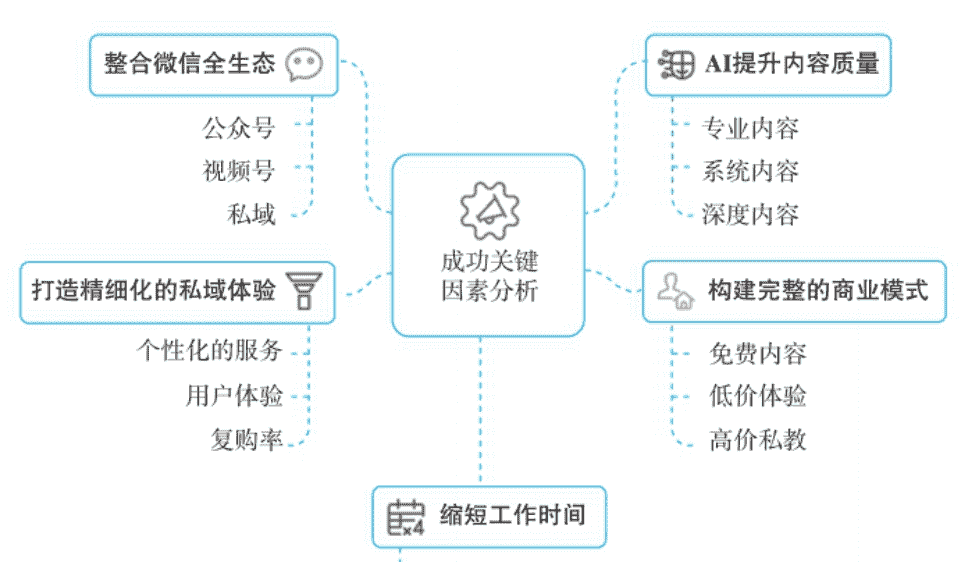 整合微信全生态
公众号
视频号
私域
AI提升内容质量
专业内容
系统内容
深度内容
成功关键
因素分析
打造精细化的私域体验
个性化的服务
用户体验
复购率
构建完整的商业模式
免费内容
低价体验
高价私教
x4
缩短工作时间